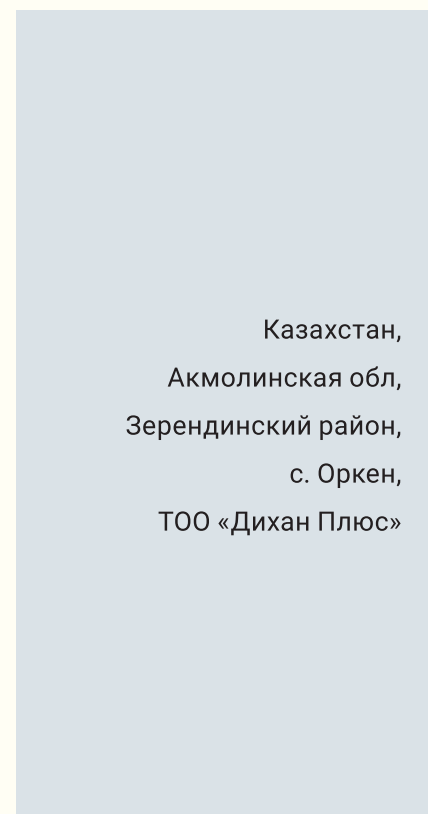 Казахстан,
Акмолинская обл,
Зерендинский район,
с. Оркен,
ТОО «Дихан Плюс»